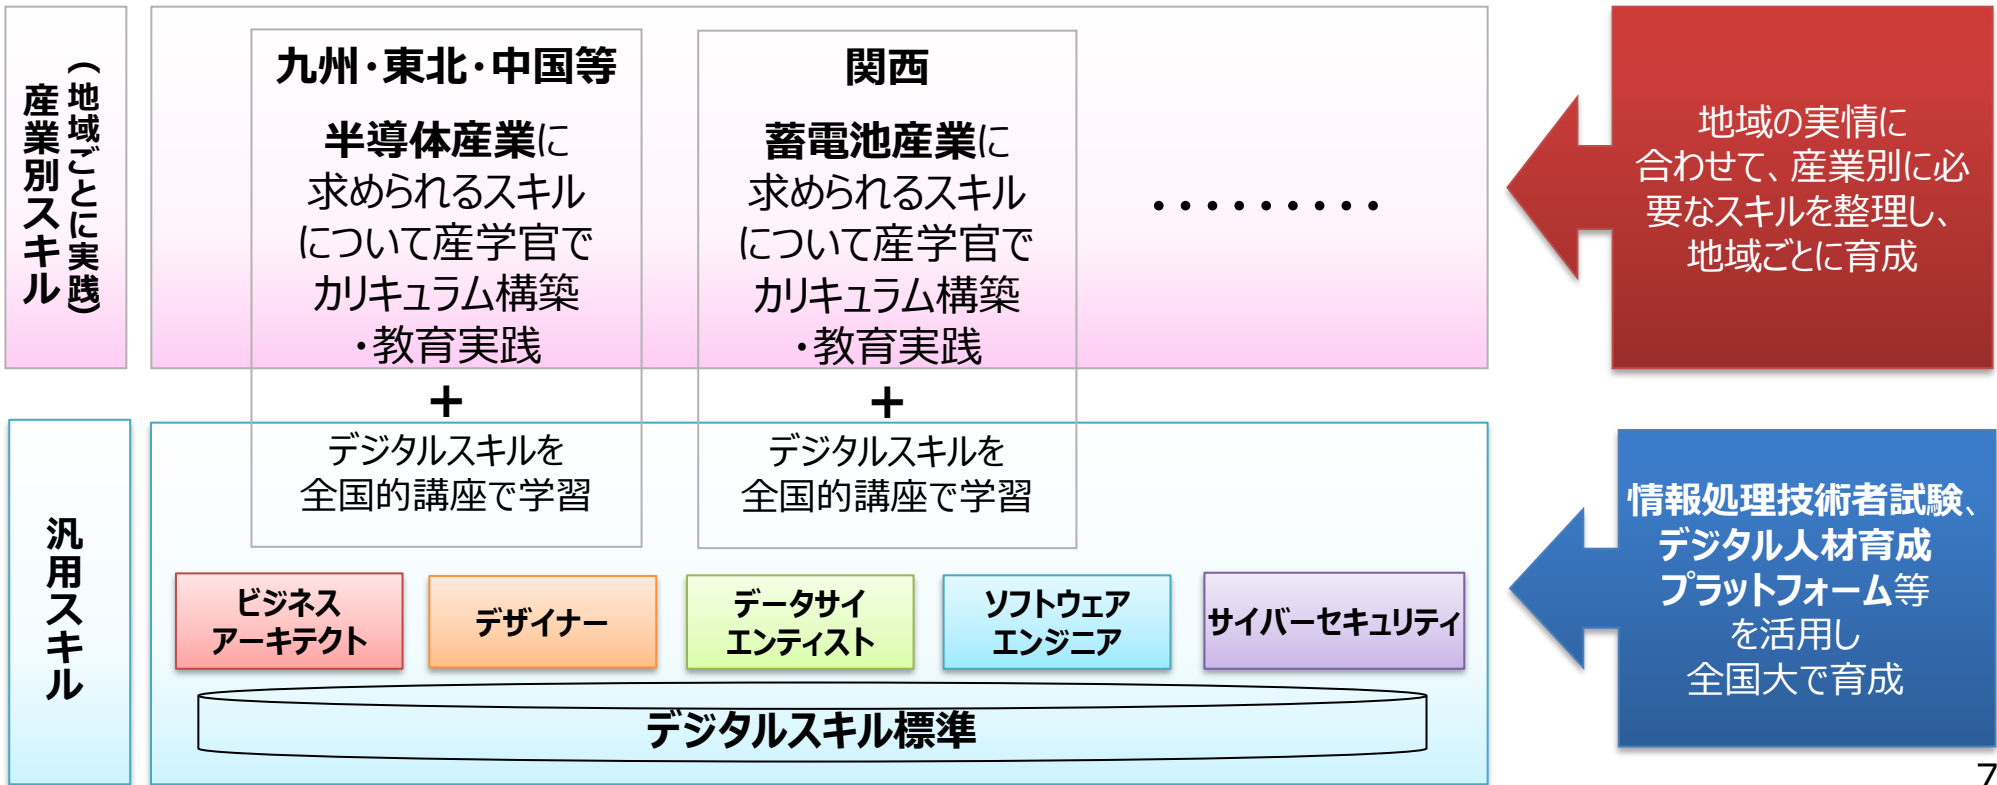 産業別スキル
（地域ごとに実践）
九州・東北・中国等
半導体産業に
求められるスキル
について産学官で
カリキュラム構築
・教育実践
+
デジタルスキルを
全国的講座で学習
関西
蓄電池産業に
求められるスキル
について産学官で
カリキュラム構築
・教育実践
+
デジタルスキルを
全国的講座で学習
・・・・・・・・・
地域の実情に
合わせて、産業別に必
要なスキルを整理し、
地域ごとに育成
汎用スキル
ビジネス
アーキテクト
デザイナー
データサイ
エンティスト
ソフトウェア
エンジニア
サイバーセキュリティ
デジタルスキル標準
情報処理技術者試験、
デジタル人材育成
プラットフォーム等
を活用し
全国大で育成
7